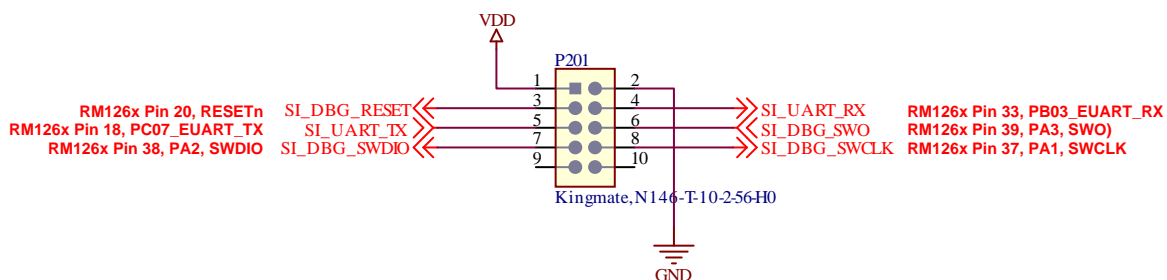 VDD
P201
1 2
RM126x Pin 20, RESETn SI_DBG_RESET 3 4 SI_UART_RX RM126x Pin 33, PB03_EUART_RX
RM126x Pin 18, PC07_EUART_TX SI_UART_TX 5 6 SI_DBG_SWO RM126x Pin 39, PA3, SWO)
RM126x Pin 38, PA2, SWDIO SI_DBG_SWDIO 7 8 SI_DBG_SWCLK RM126x Pin 37, PA1, SWCLK
9 10
Kingmate,N146-T-10-2-56-H0
GND